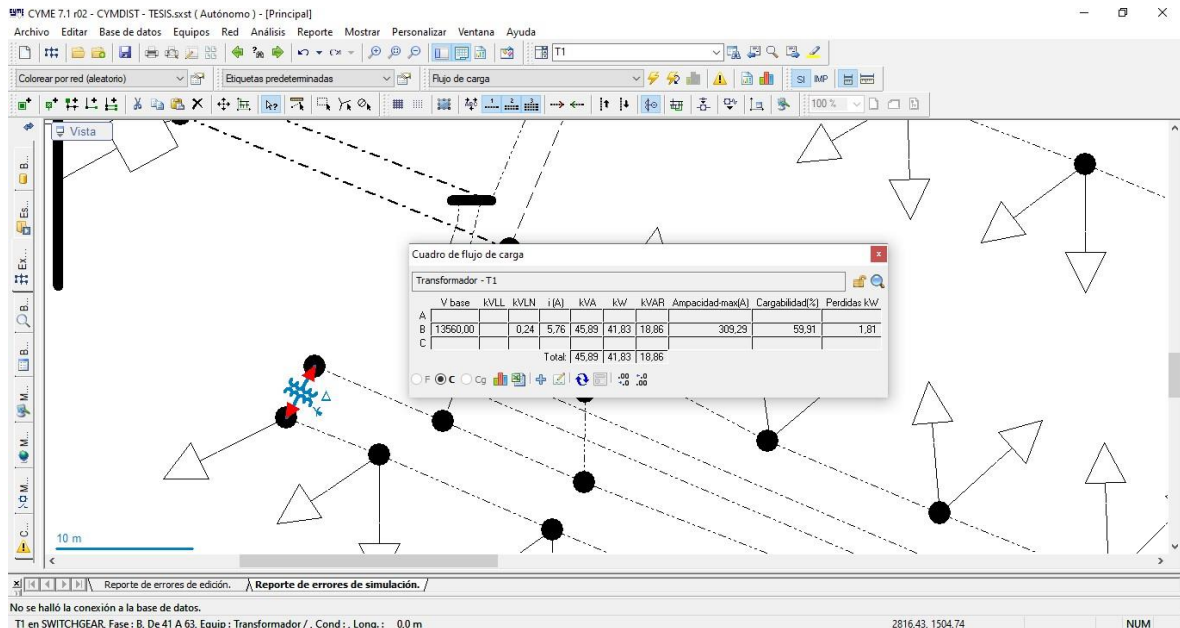 CYME 7.1 r02 - CYMDIST - TESIS.sxst ( Autónomo ) - [Principal]
Archivo Editar Base de datos Equipos Red Análisis Reporte Mostrar Personalizar Ventana Ayuda
T1
Colorear por red (aleatorio) Etiquetas predeterminadas Flujo de carga SI IMP
100 %
Vista
B...
Es...
Ex...
B...
B...
M...
M...
M...
C...
Cuadro de flujo de carga
Transformador - T1
V base kVLL kVLN i (A) kVA kW kVAR Ampacidad-max(A) Cargabilidad(%) Perdidas kW
A
B 13560,00 0,24 5,76 45,89 41,83 18,86 309,29 59,91 1,81
C
Total: 45,89 41,83 18,86
F C Cg
10 m
Reporte de errores de edición. Reporte de errores de simulación.
No se halló la conexión a la base de datos.
T1 en SWITCHGEAR, Fase : B, De 41 A 63, Equip : Transformador / , Cond : , Long. : 0.0 m 2816.43, 1504.74 NUM